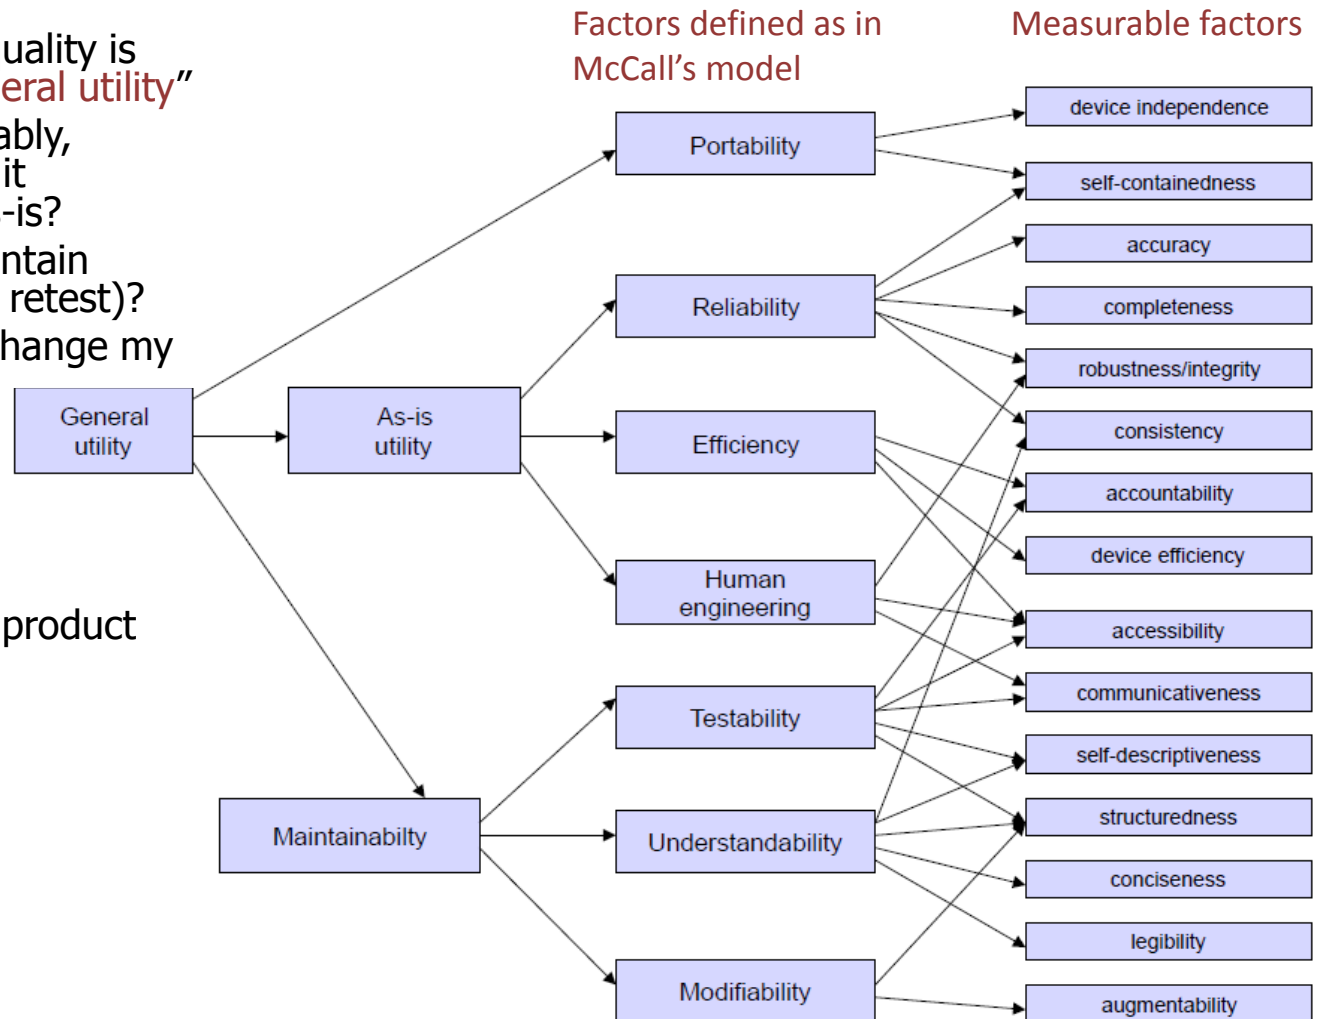 uality is
eral utility"
ably,
it
-is?
ntain
retest)?
hange my
product
Factors defined as in
McCall's model
Measurable factors
General
utility
As-is
utility
Maintainabilty
Portability
Reliability
Efficiency
Human
engineering
Testability
Understandability
Modifiability
device independence
self-containedness
accuracy
completeness
robustness/integrity
consistency
accountability
device efficiency
accessibility
communicativeness
self-descriptiveness
structuredness
conciseness
legibility
augmentability